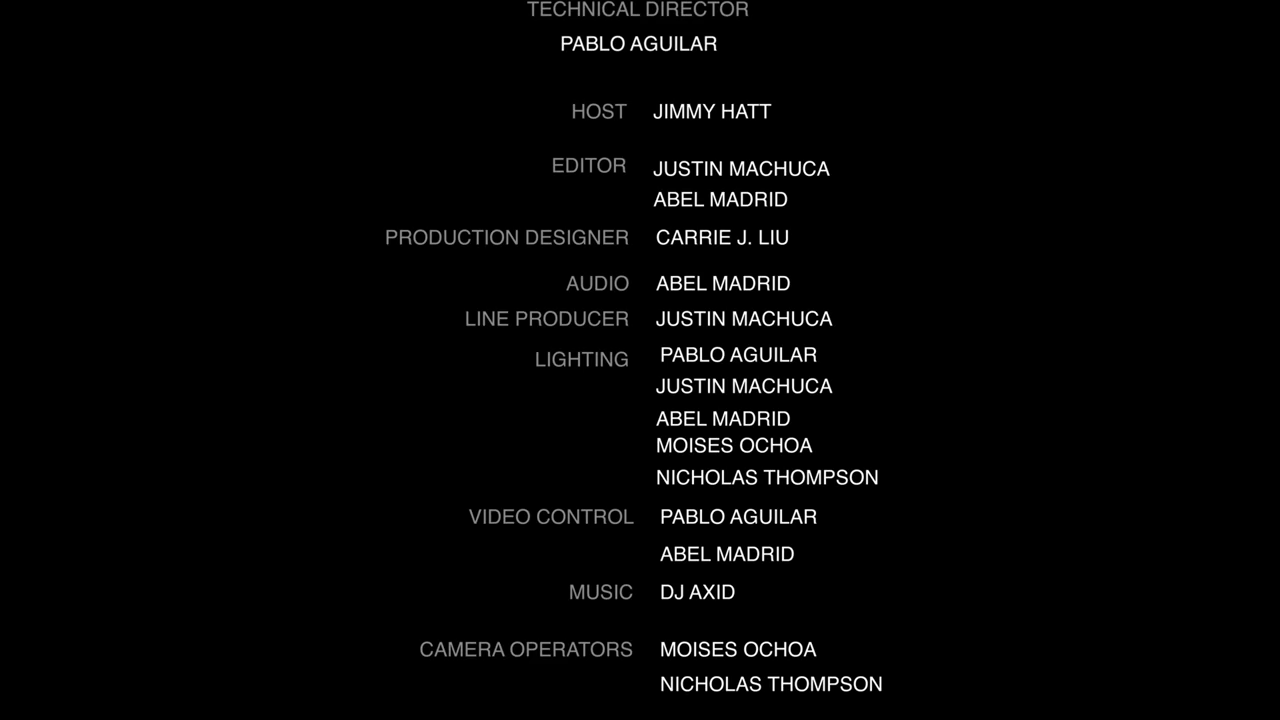 TECHNICAL DIRECTOR
PABLO AGUILAR
HOST JIMMY HATT
EDITOR JUSTIN MACHUCA
ABEL MADRID
PRODUCTION DESIGNER CARRIE J. LIU
AUDIO ABEL MADRID
LINE PRODUCER JUSTIN MACHUCA
LIGHTING PABLO AGUILAR
JUSTIN MACHUCA
ABEL MADRID
MOISES OCHOA
NICHOLAS THOMPSON
VIDEO CONTROL PABLO AGUILAR
ABEL MADRID
MUSIC DJ AXID
CAMERA OPERATORS MOISES OCHOA
NICHOLAS THOMPSON